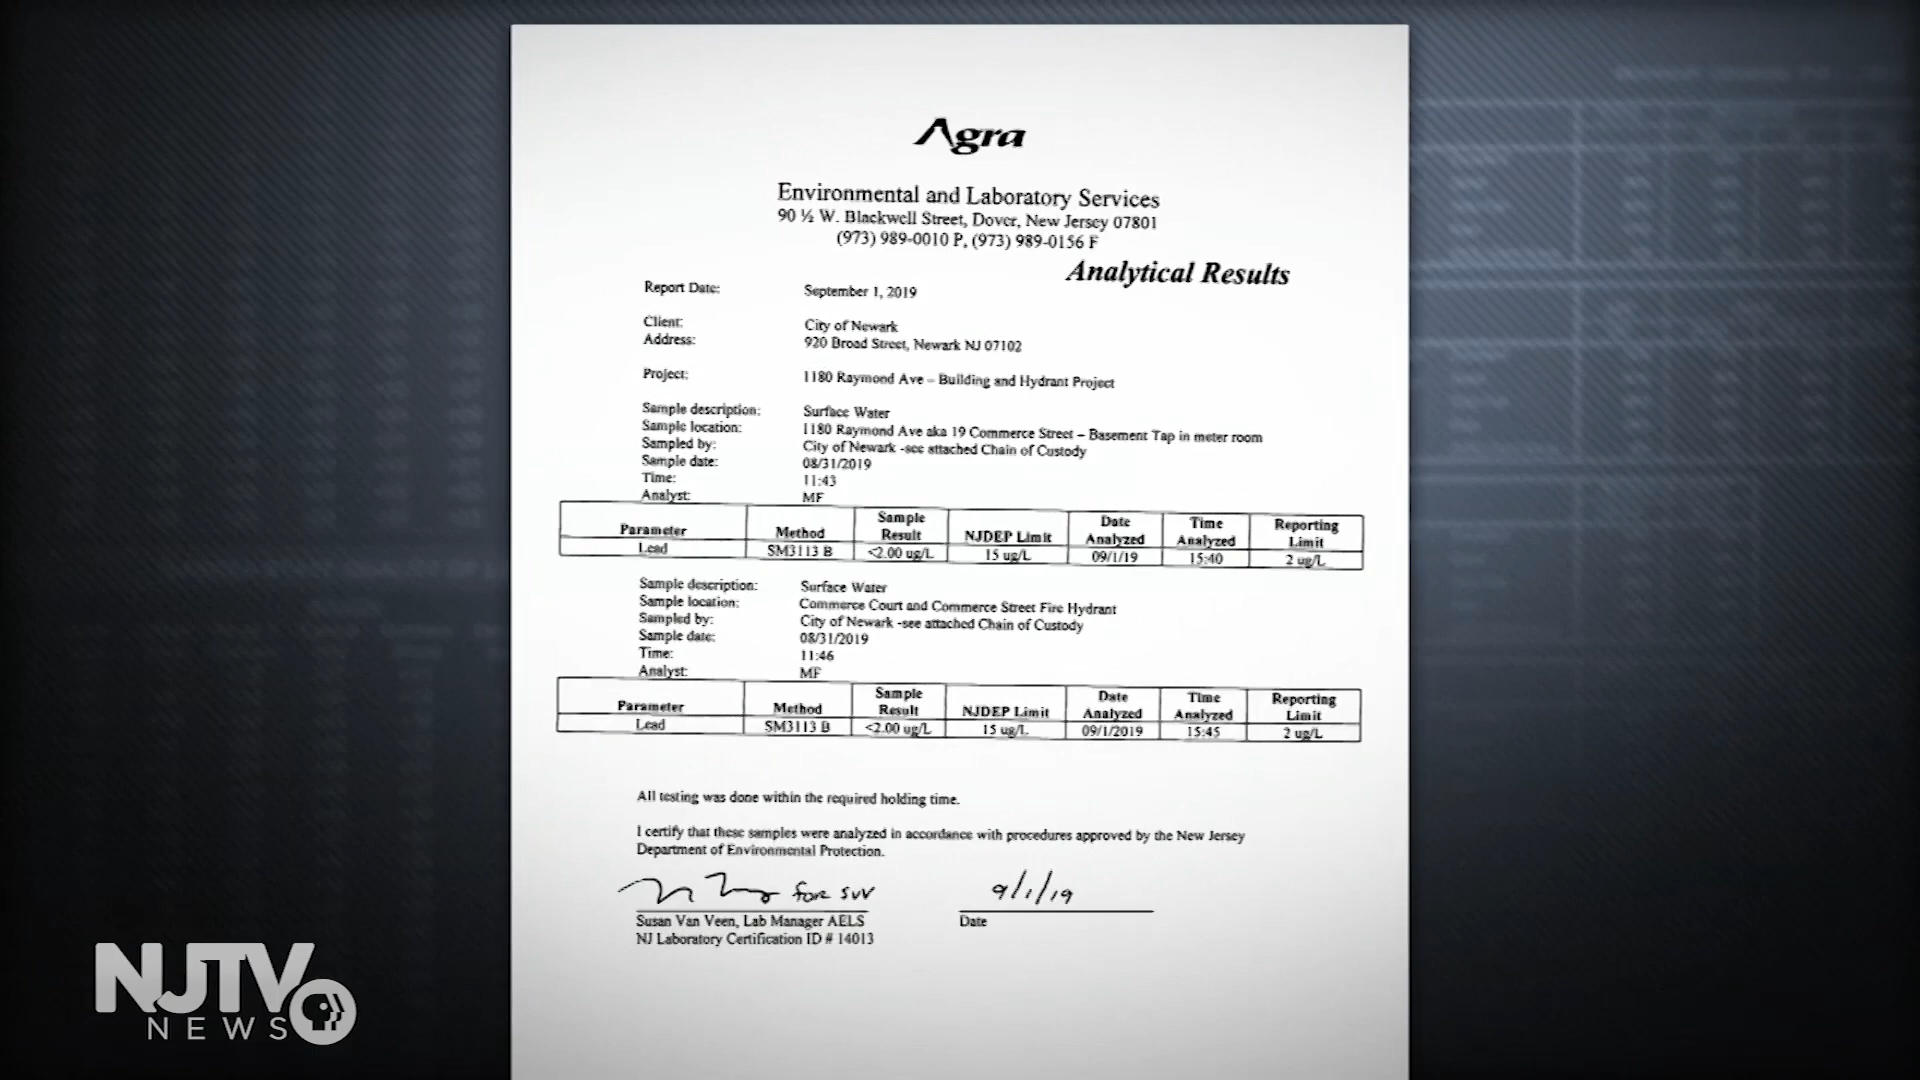 Agra
Environmental and Laboratory Services
90 ½ W. Blackwell Street, Dover, New Jersey 07801
(973) 989-0010 P, (973) 989-0156 F
Analytical Results
Report Date: September 1, 2019
Client: City of Newark
Address: 920 Broad Street, Newark NJ 07102
Project: 1180 Raymond Ave – Building and Hydrant Project
Sample description: Surface Water
Sample location: 1180 Raymond Ave aka 19 Commerce Street – Basement Tap in meter room
Sampled by: City of Newark -see attached Chain of Custody
Sample date: 08/31/2019
Time: 11:43
Analyst: MF
Parameter Method Sample Result NJDEP Limit Date Analyzed Time Analyzed Reporting Limit
Lead SM3113 B <2.00 ug/L 15 ug/L 09/1/19 15:40 2 ug/L
Sample description: Surface Water
Sample location: Commerce Court and Commerce Street Fire Hydrant
Sampled by: City of Newark -see attached Chain of Custody
Sample date: 08/31/2019
Time: 11:46
Analyst: MF
Parameter Method Sample Result NJDEP Limit Date Analyzed Time Analyzed Reporting Limit
Lead SM3113 B <2.00 ug/L 15 ug/L 09/1/2019 15:45 2 ug/L
All testing was done within the required holding time.
I certify that these samples were analyzed in accordance with procedures approved by the New Jersey
Department of Environmental Protection.
for SVV 9/1/19
Susan Van Veen, Lab Manager AELS Date
NJ Laboratory Certification ID # 14013
NJTV
NEWS